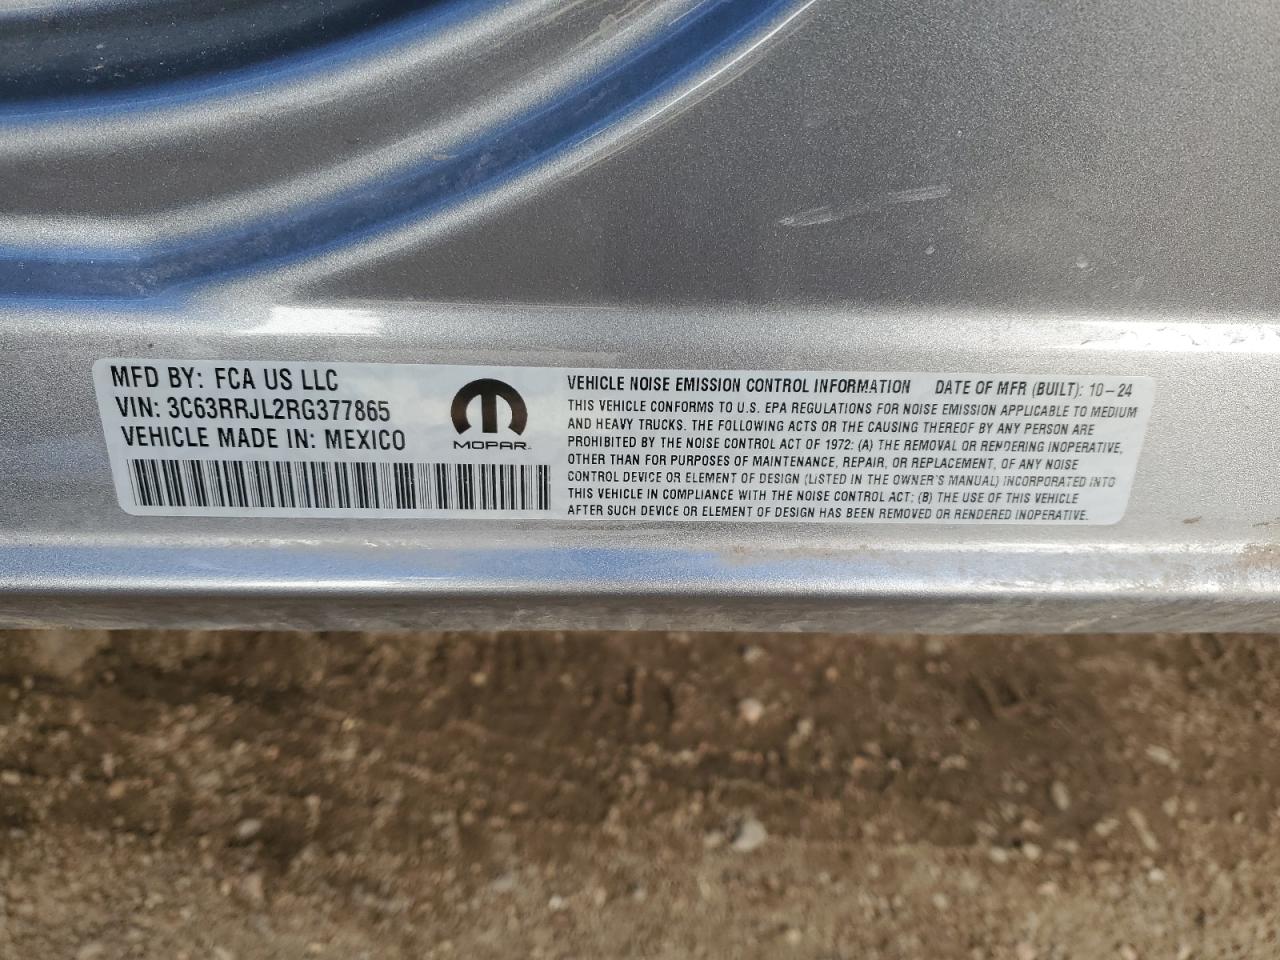 MFD BY: FCA US LLC
VIN: 3C63RRJL2RG377865
VEHICLE MADE IN: MEXICO
MOPAR
VEHICLE NOISE EMISSION CONTROL INFORMATION DATE OF MFR (BUILT): 10-24
THIS VEHICLE CONFORMS TO U.S. EPA REGULATIONS FOR NOISE EMISSION APPLICABLE TO MEDIUM
AND HEAVY TRUCKS. THE FOLLOWING ACTS OR THE CAUSING THEREOF BY ANY PERSON ARE
PROHIBITED BY THE NOISE CONTROL ACT OF 1972: (A) THE REMOVAL OR RENDERING INOPERATIVE,
OTHER THAN FOR PURPOSES OF MAINTENANCE, REPAIR, OR REPLACEMENT, OF ANY NOISE
CONTROL DEVICE OR ELEMENT OF DESIGN (LISTED IN THE OWNER'S MANUAL) INCORPORATED INTO
THIS VEHICLE IN COMPLIANCE WITH THE NOISE CONTROL ACT; (B) THE USE OF THIS VEHICLE
AFTER SUCH DEVICE OR ELEMENT OF DESIGN HAS BEEN REMOVED OR RENDERED INOPERATIVE.